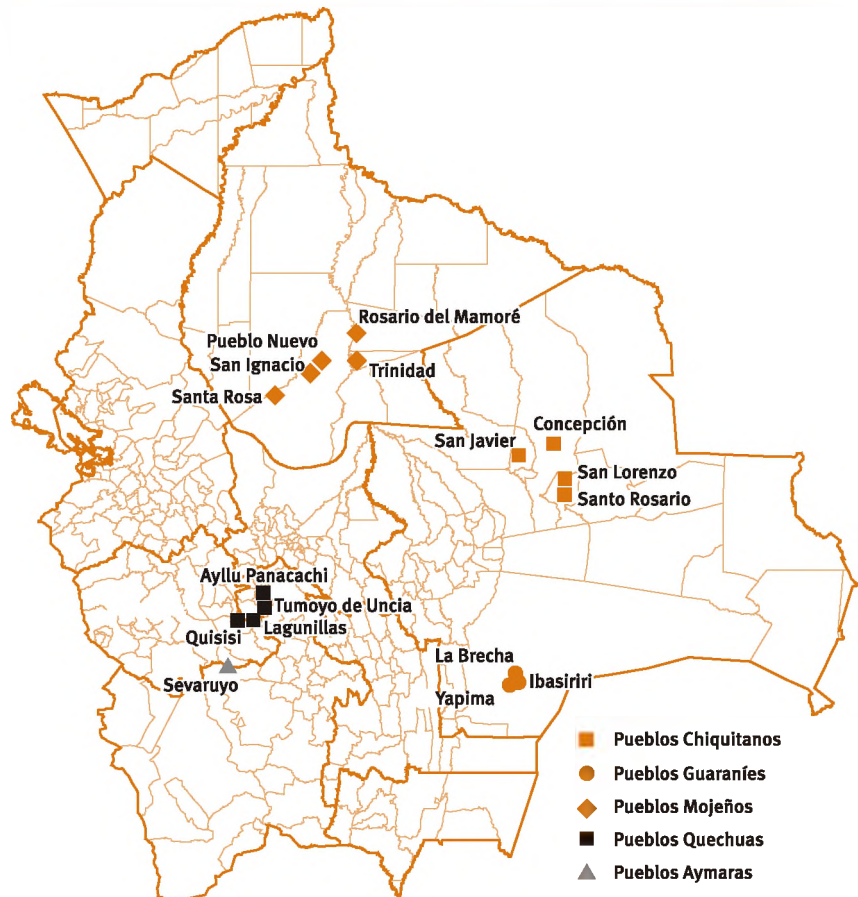 Rosario del Mamoré
Pueblo Nuevo
San Ignacio
Trinidad
Santa Rosa
Concepción
San Javier
San Lorenzo
Santo Rosario
Ayllu Panacachi
Tumoyo de Uncia
Lagunillas
Quisisi
Sevaruyo
La Brecha
Ibasiriri
Yapima
Pueblos Chiquitanos
Pueblos Guaraníes
Pueblos Mojeños
Pueblos Quechuas
Pueblos Aymaras